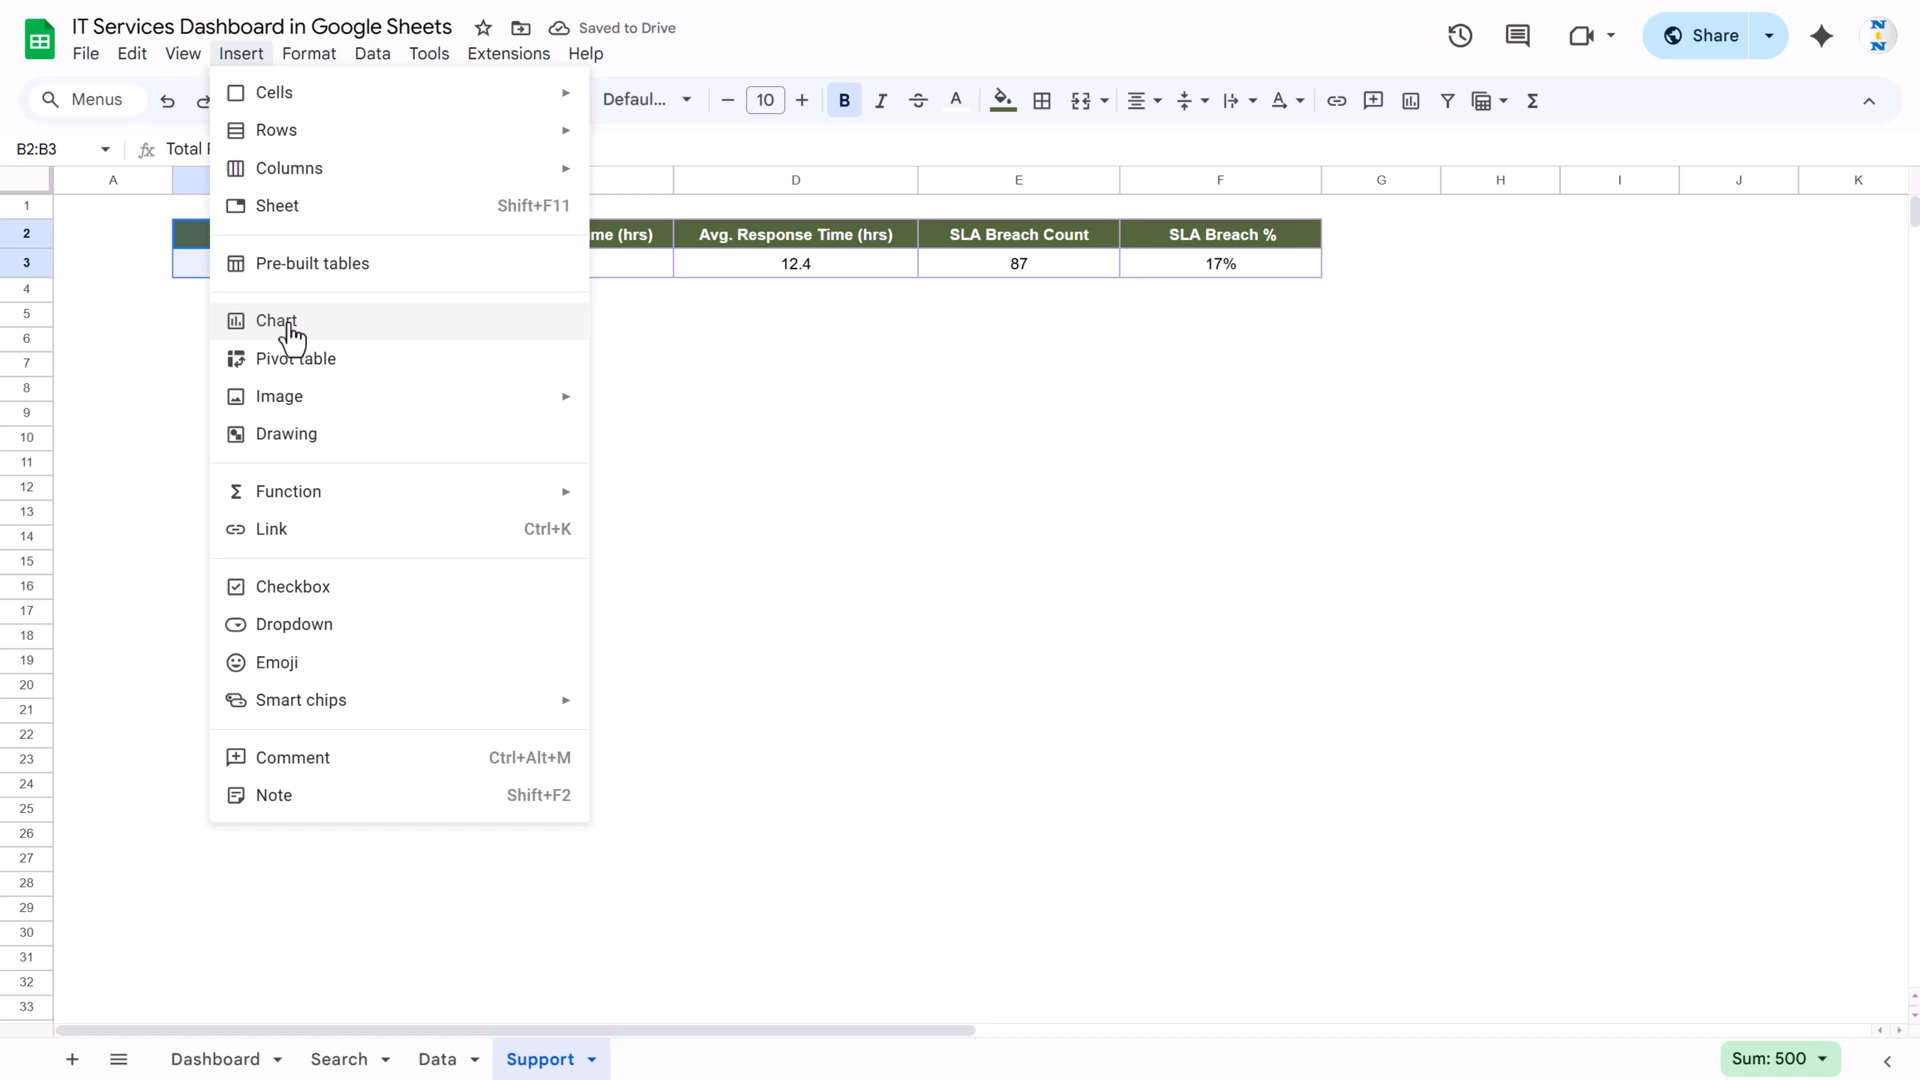 IT Services Dashboard in Google Sheets Saved to Drive
File Edit View Insert Format Data Tools Extensions Help
Share
Menus Defaul... 10 B I A Σ
B2:B3 fx Total
A D E F G H I J K
Cells
Rows
Columns
Sheet Shift+F11
Pre-built tables
Chart
Pivot table
Image
Drawing
Function
Link Ctrl+K
Checkbox
Dropdown
Emoji
Smart chips
Comment Ctrl+Alt+M
Note Shift+F2
1
2 me (hrs) Avg. Response Time (hrs) SLA Breach Count SLA Breach %
3 12.4 87 17%
4
5
6
7
8
9
10
11
12
13
14
15
16
17
18
19
20
21
22
23
24
25
26
27
28
29
30
31
32
33
Dashboard Search Data Support Sum: 500